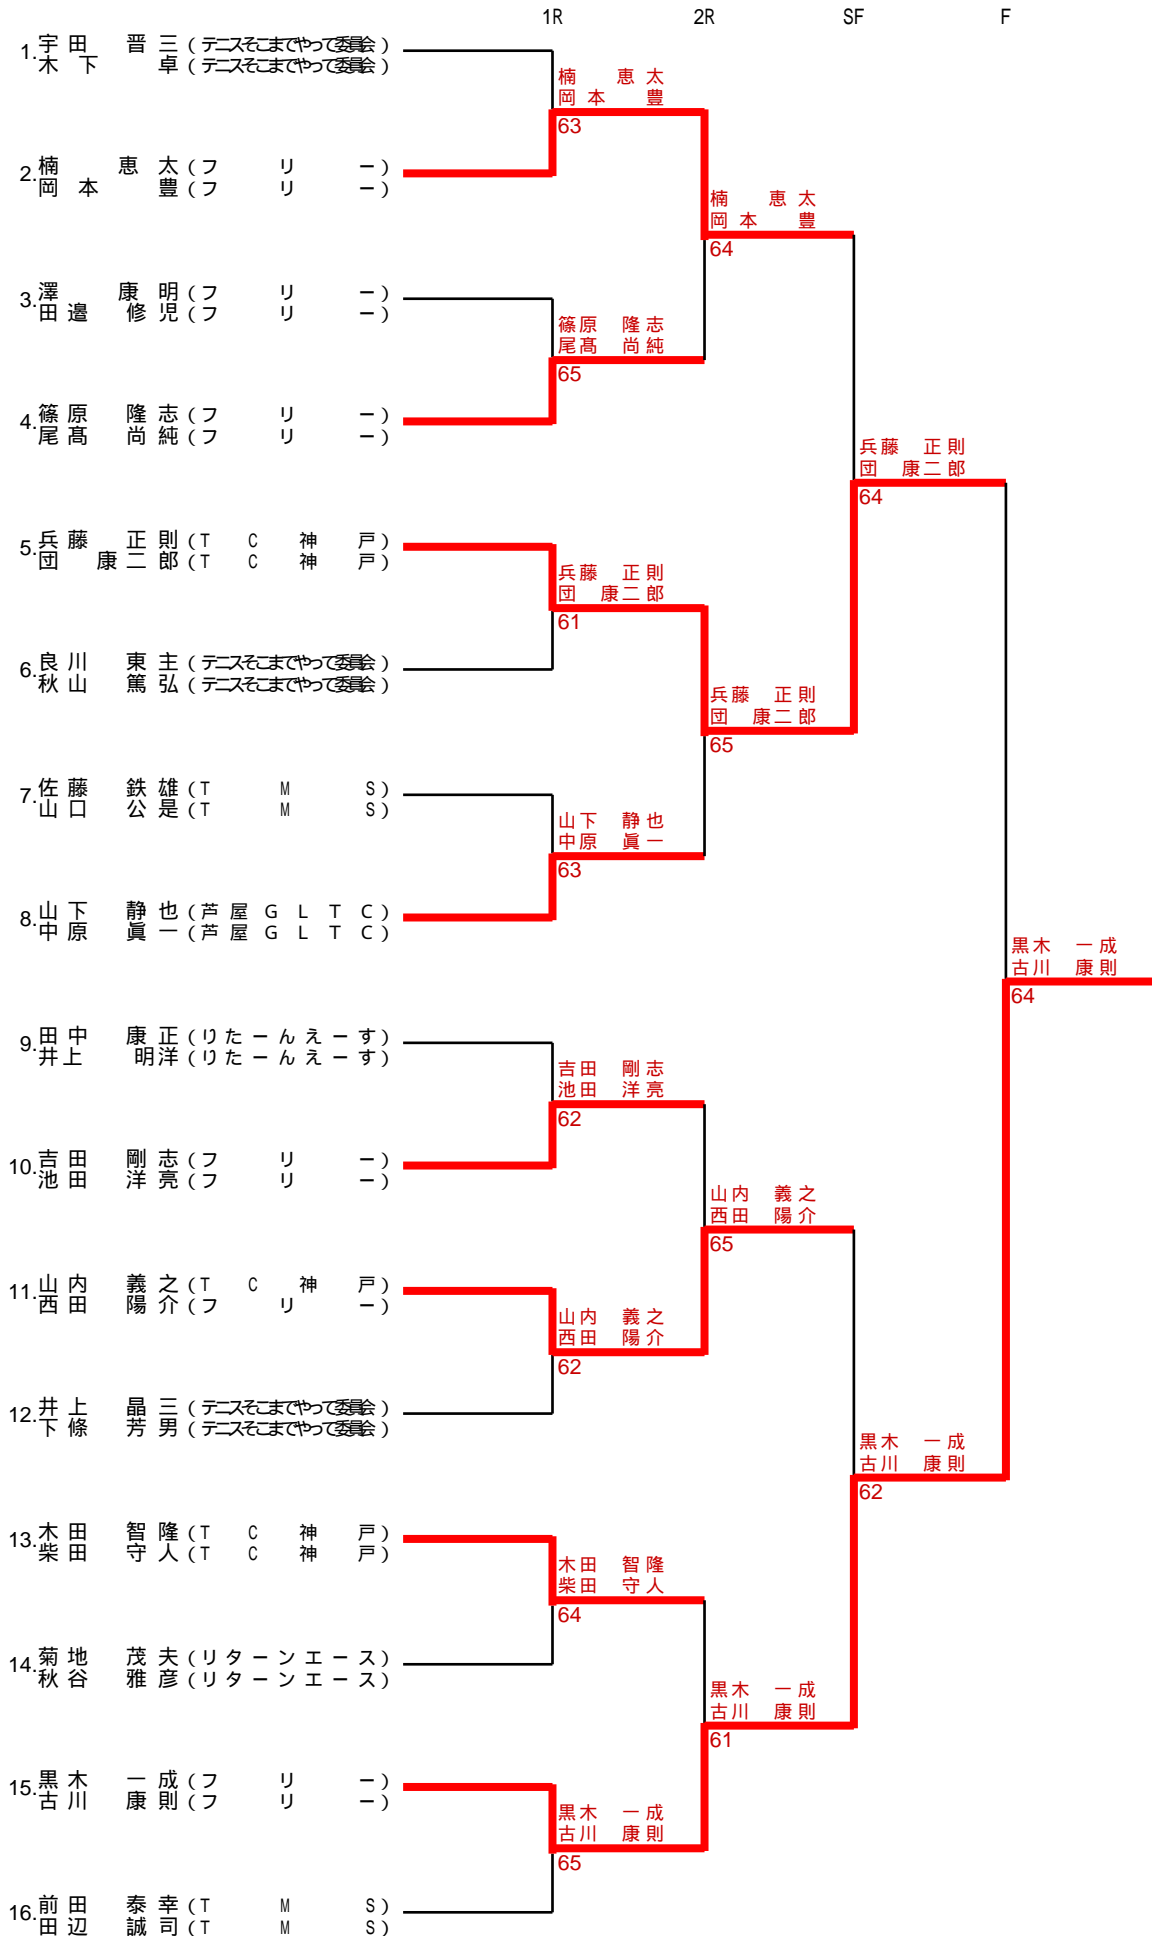 1R 2R SF F
1. 宇田 晋三 (テニスそこまでやって委員会)
木下 卓 (テニスそこまでやって委員会)
楠 恵太
岡本 豊
63
2. 楠 恵太 (フリー)
岡本 豊 (フリー)
楠 恵太
岡本 豊
64
3. 澤 康明 (フリー)
田邉 修児 (フリー)
篠原 隆志
尾髙 尚純
65
4. 篠原 隆志 (フリー)
尾髙 尚純 (フリー)
兵藤 正則
団 康二郎
64
5. 兵藤 正則 (TC神戸)
団 康二郎 (TC神戸)
兵藤 正則
団 康二郎
61
6. 良川 東主 (テニスそこまでやって委員会)
秋山 篤弘 (テニスそこまでやって委員会)
兵藤 正則
団 康二郎
65
7. 佐藤 鉄雄 (TMS)
山口 公是 (TMS)
山下 静也
中原 眞一
63
8. 山下 静也 (芦屋GLTC)
中原 眞一 (芦屋GLTC)
黒木 一成
古川 康則
64
9. 田中 康正 (りたーんえーす)
井上 明洋 (りたーんえーす)
吉田 剛志
池田 洋亮
62
10. 吉田 剛志 (フリー)
池田 洋亮 (フリー)
山内 義之
西田 陽介
65
11. 山内 義之 (TC神戸)
西田 陽介 (フリー)
山内 義之
西田 陽介
62
12. 井上 晶三 (テニスそこまでやって委員会)
下條 芳男 (テニスそこまでやって委員会)
黒木 一成
古川 康則
62
13. 木田 智隆 (TC神戸)
柴田 守人 (TC神戸)
木田 智隆
柴田 守人
64
14. 菊地 茂夫 (リターンエース)
秋谷 雅彦 (リターンエース)
黒木 一成
古川 康則
61
15. 黒木 一成 (フリー)
古川 康則 (フリー)
黒木 一成
古川 康則
65
16. 前田 泰幸 (TMS)
田辺 誠司 (TMS)